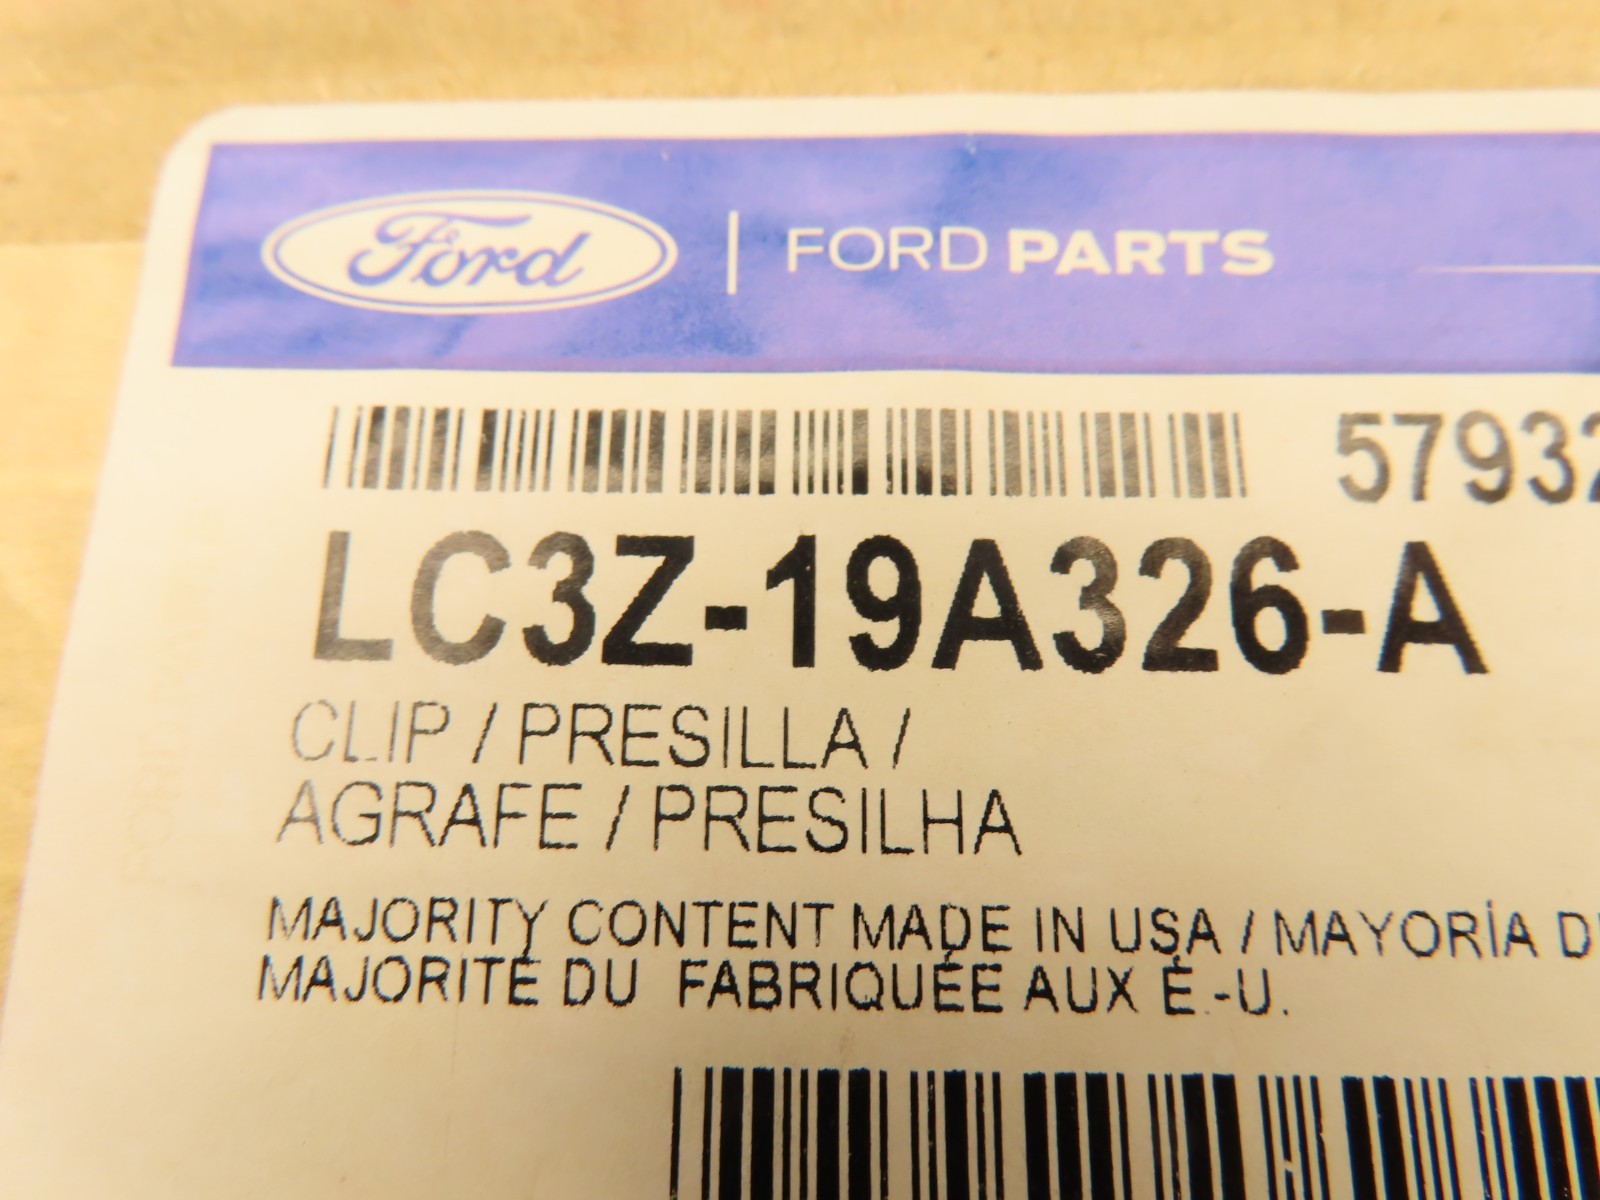 Ford | FORD PARTS
5793
LC3Z-19A326-A
CLIP / PRESILLA /
AGRAFE / PRESILHA
MAJORITY CONTENT MADE IN USA / MAYORÍA
MAJORITÉ DU FABRIQUÉE AUX É.-U.